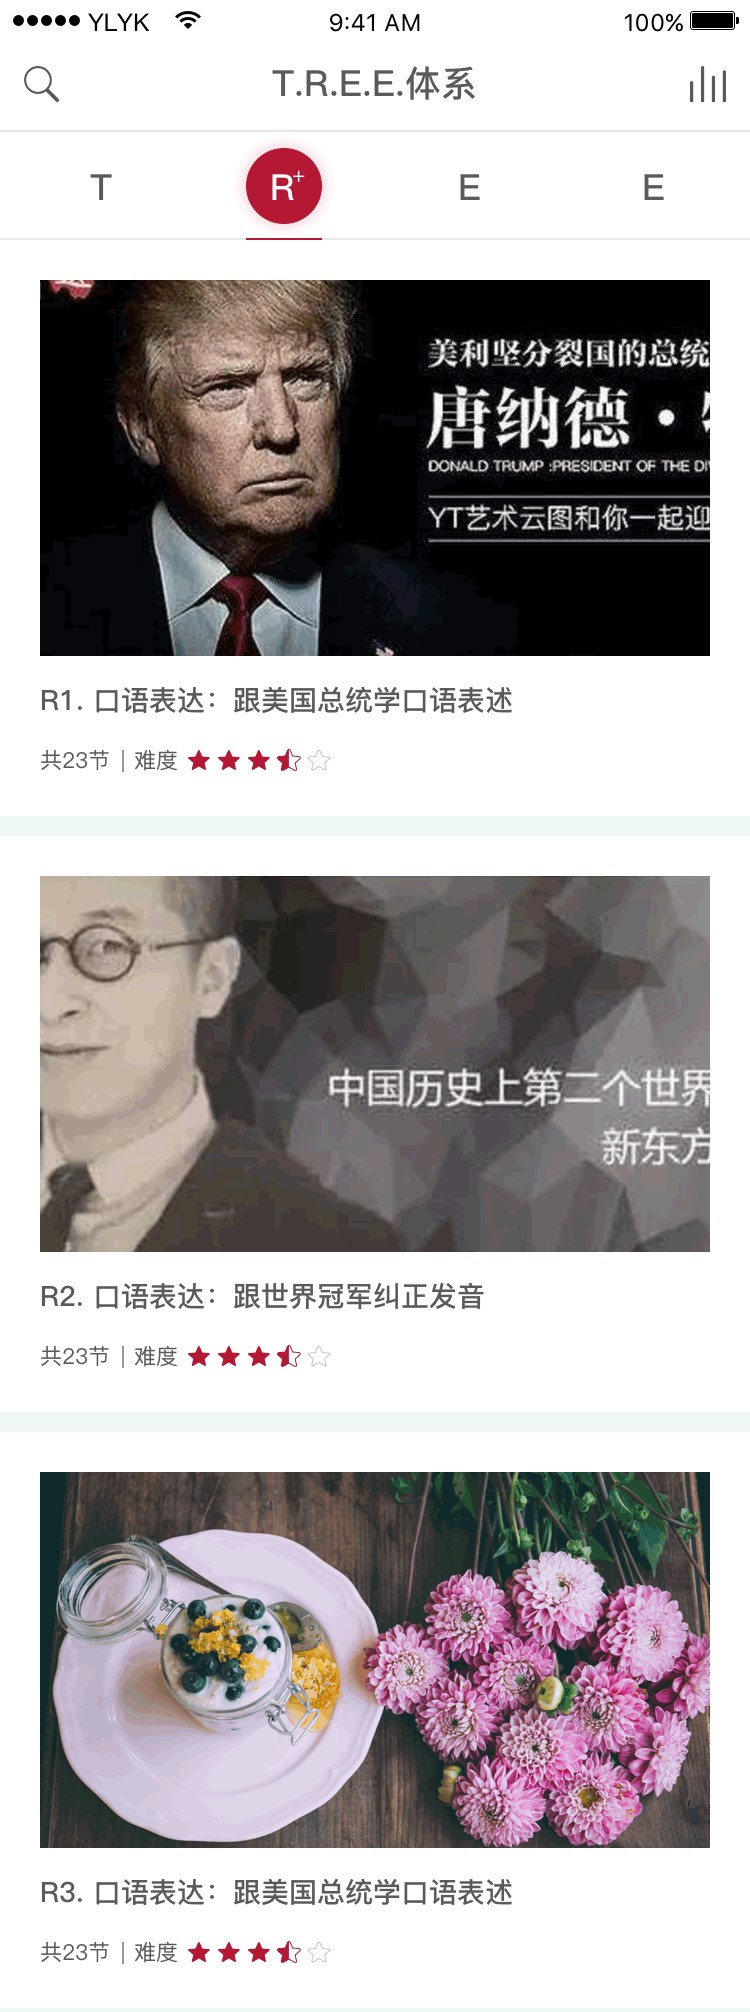 YLYK
9:41 AM
100%
T.R.E.E.体系
T
R+
E
E
美利坚分裂国的总统
唐纳德·
DONALD TRUMP :PRESIDENT OF THE
YT艺术云图和你一起迎
R1. 口语表达：跟美国总统学口语表述
共23节 | 难度
中国历史上第二个世界
新东方
R2. 口语表达：跟世界冠军纠正发音
共23节 | 难度
R3. 口语表达：跟美国总统学口语表述
共23节 | 难度